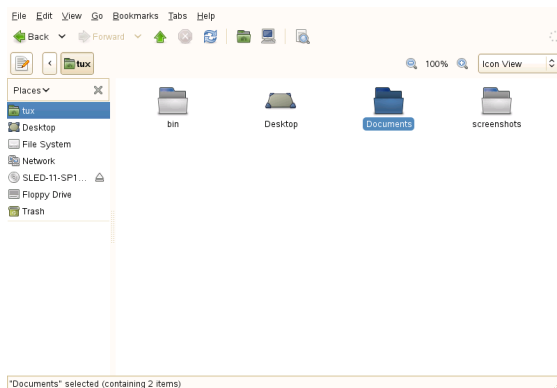 File Edit View Go Bookmarks Tabs Help
Back Forward
tux 100% Icon View
Places
tux
Desktop
File System
Network
SLED-11-SP1...
Floppy Drive
Trash
bin Desktop Documents screenshots
"Documents" selected (containing 2 items)